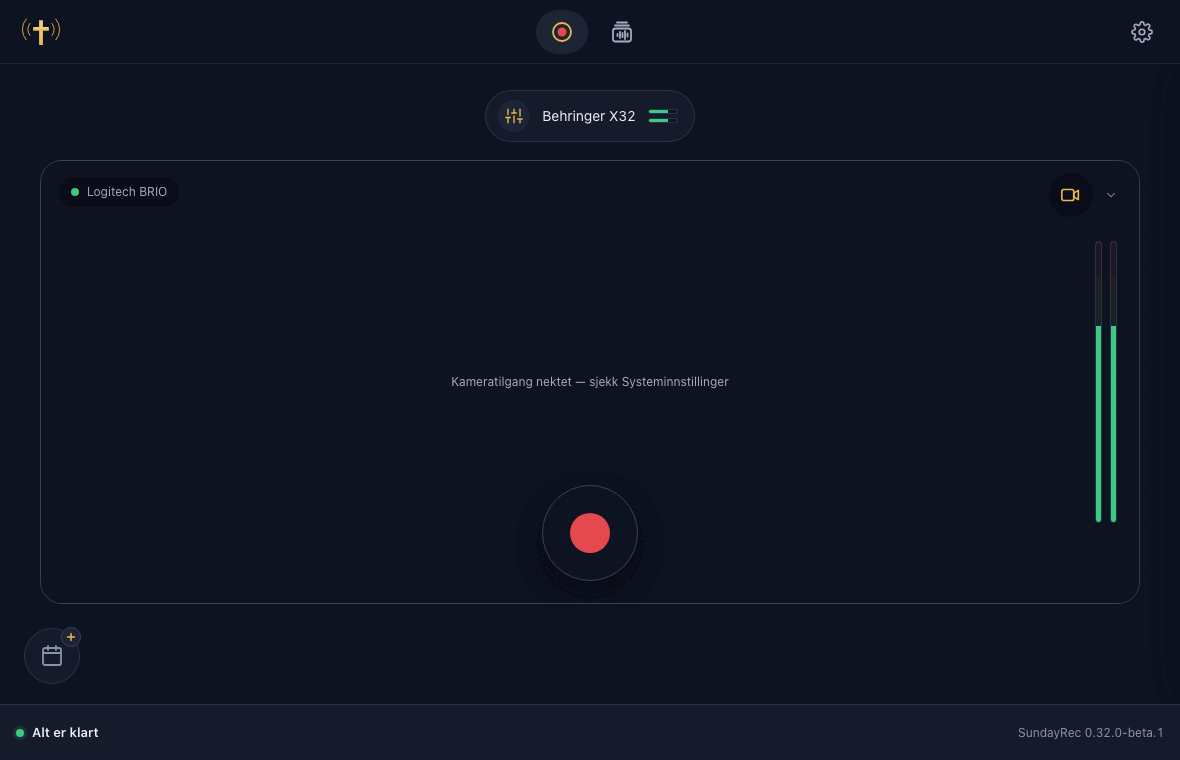 Behringer X32
Logitech BRIO
Kameratilgang nektet — sjekk Systeminnstillinger
Alt er klart
SundayRec 0.32.0-beta.1